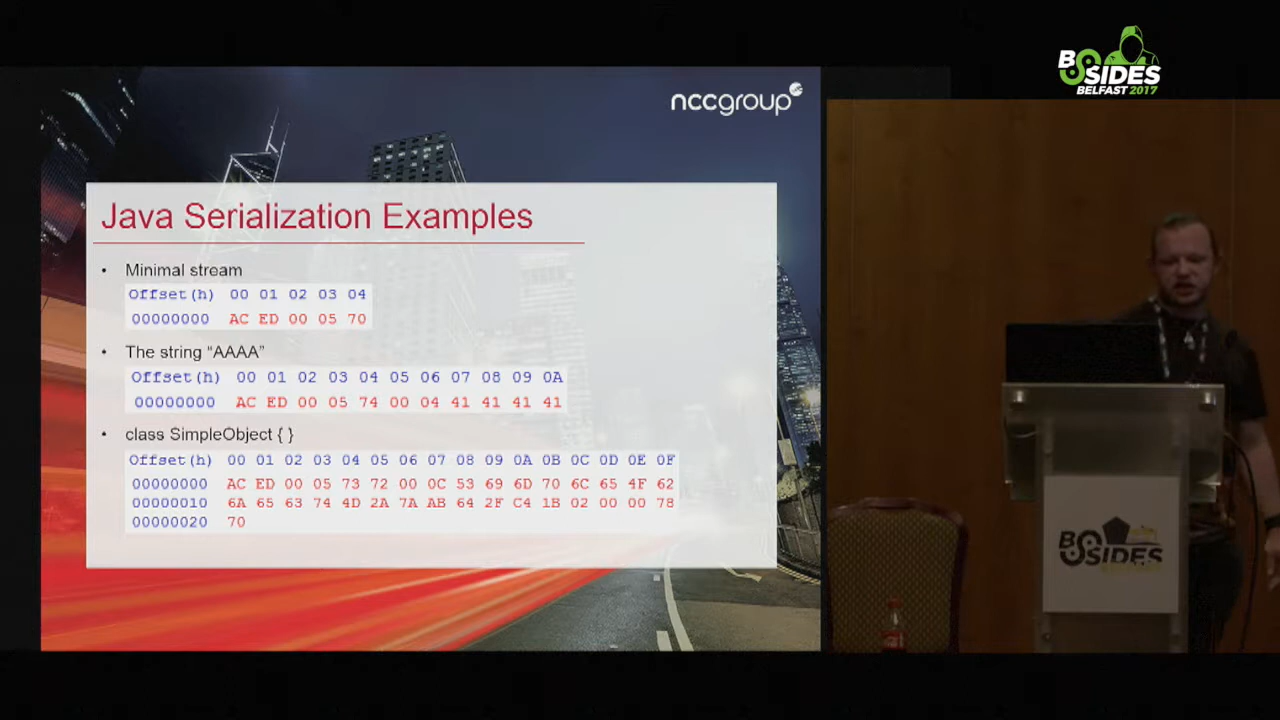 BSIDES
BELFAST 2017
nccgroup
Java Serialization Examples
• Minimal stream
Offset(h) 00 01 02 03 04
00000000 AC ED 00 05 70
• The string “AAAA”
Offset(h) 00 01 02 03 04 05 06 07 08 09 0A
00000000 AC ED 00 05 74 00 04 41 41 41 41
• class SimpleObject { }
Offset(h) 00 01 02 03 04 05 06 07 08 09 0A 0B 0C 0D 0E 0F
00000000 AC ED 00 05 73 72 00 0C 53 69 6D 70 6C 65 4F 62
00000010 6A 65 63 74 4D 2A 7A AB 64 2F C4 1B 02 00 00 78
00000020 70
BSIDES